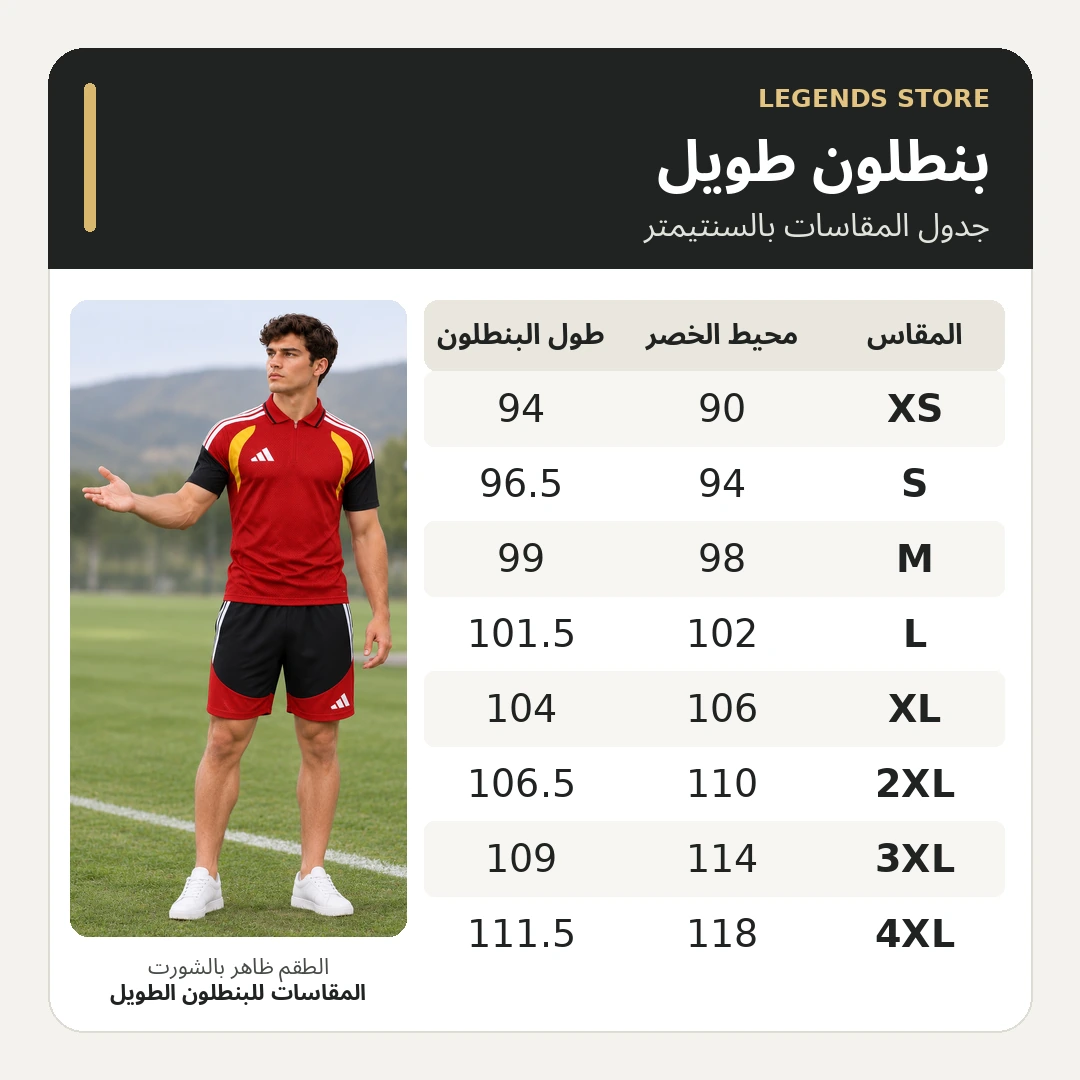 LEGENDS STORE
بنطلون طويل
جدول المقاسات بالسنتيمتر
المقاس محيط الخصر طول البنطلون
XS 90 94
S 94 96.5
M 98 99
L 102 101.5
XL 106 104
2XL 110 106.5
3XL 114 109
4XL 118 111.5
الطقم ظاهر بالشورت
المقاسات للبنطلون الطويل